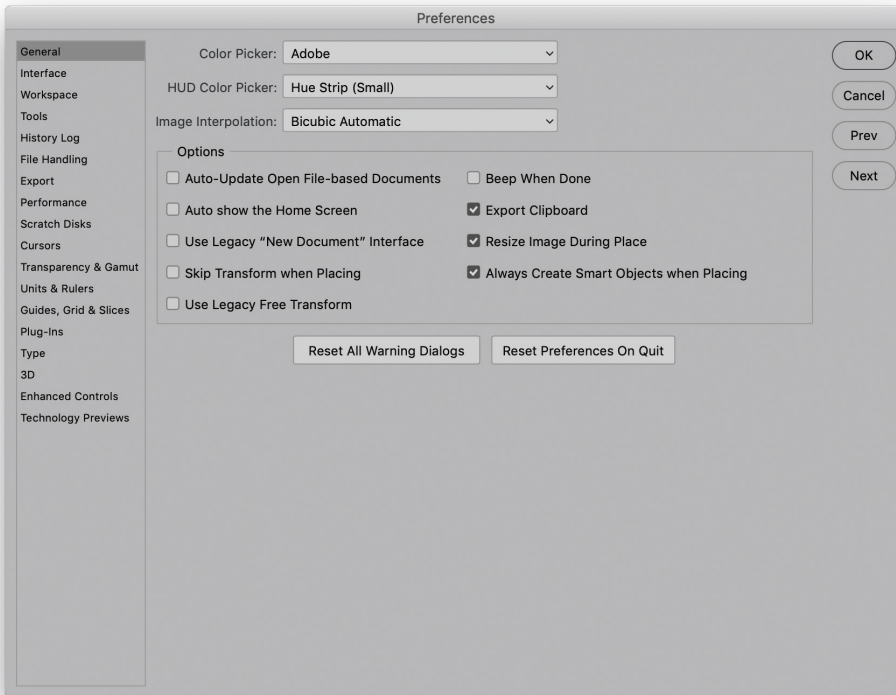 Preferences
General
Interface
Workspace
Tools
History Log
File Handling
Export
Performance
Scratch Disks
Cursors
Transparency & Gamut
Units & Rulers
Guides, Grid & Slices
Plug-Ins
Type
3D
Enhanced Controls
Technology Previews
Color Picker: Adobe
HUD Color Picker: Hue Strip (Small)
Image Interpolation: Bicubic Automatic
Options
Auto-Update Open File-based Documents
Beep When Done
Auto show the Home Screen
Export Clipboard
Use Legacy “New Document” Interface
Resize Image During Place
Skip Transform when Placing
Always Create Smart Objects when Placing
Use Legacy Free Transform
Reset All Warning Dialogs
Reset Preferences On Quit
OK
Cancel
Prev
Next